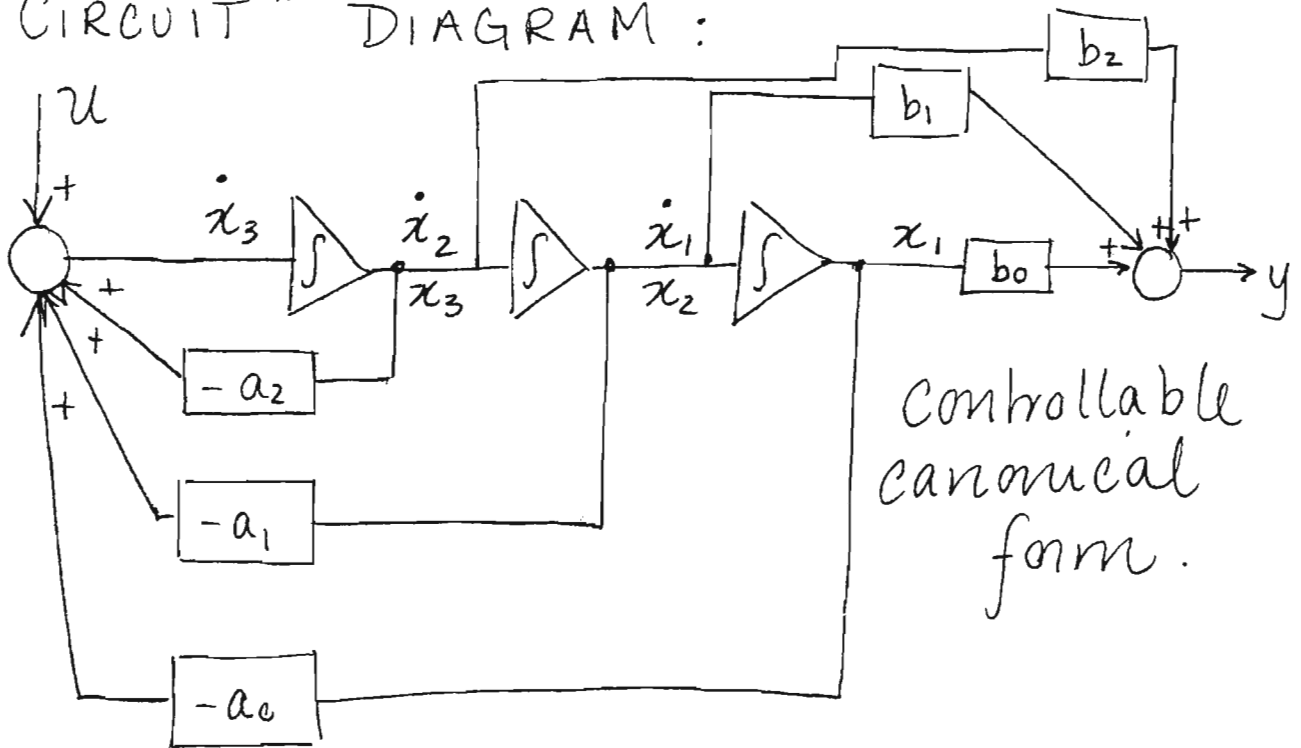 CIRCUIT" DIAGRAM :
b₂
u
b₁
+
ẋ₃
∫
ẋ₂
x₃
∫
ẋ₁
x₂
∫
x₁
b₀
+
+
+
y
+
- a₂
+
- a₁
+
- a₀
controllable
canonical
form.